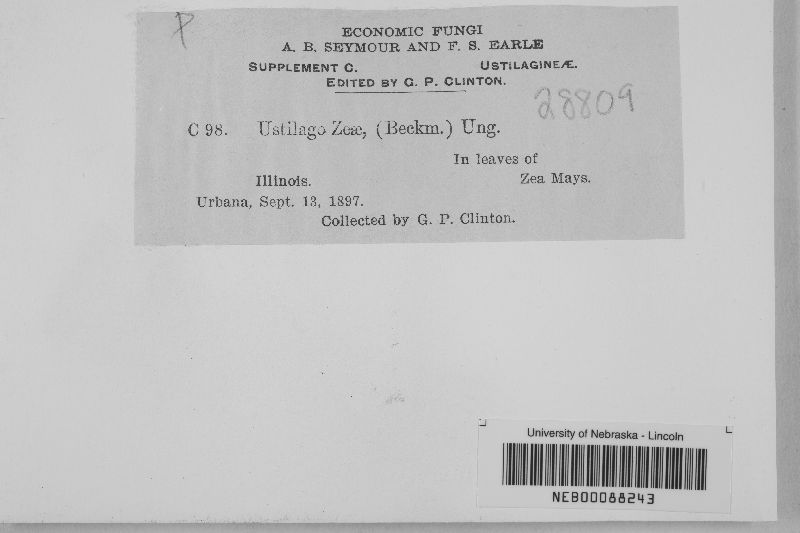 P
ECONOMIC FUNGI
A. B. SEYMOUR AND F. S. EARLE
SUPPLEMENT C. USTILAGINEÆ.
EDITED BY G. P. CLINTON.
28809
C 98. Ustilago Zeæ, (Beckm.) Ung.
In leaves of
Illinois. Zea Mays.
Urbana, Sept. 13, 1897.
Collected by G. P. Clinton.
University of Nebraska - Lincoln
NEB00088243